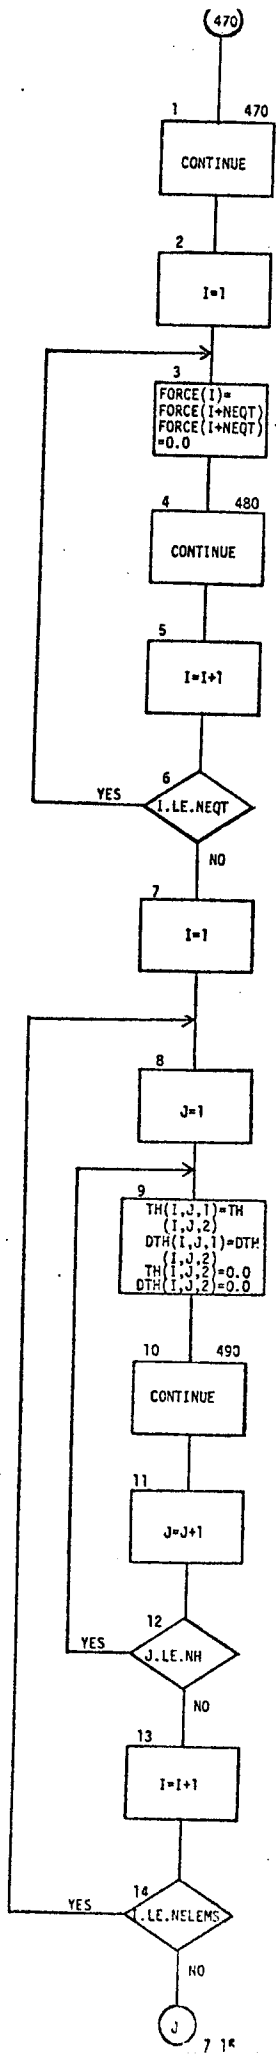 470
1 470
CONTINUE
2
I=1
3
FORCE(I)=
FORCE(I+NEQT)
FORCE(I+NEQT)
=0.0
4 480
CONTINUE
5
I=I+1
6
I.LE.NEQT
YES
NO
7
I=1
8
J=1
9
TH(I,J,1)=TH
(I,J,2)
DTH(I,J,1)=DTH
(I,J,2)
TH(I,J,2)=0.0
DTH(I,J,2)=0.0
10 490
CONTINUE
11
J=J+1
12
J.LE.NH
YES
NO
13
I=I+1
14
I.LE.NELEMS
YES
NO
J
7